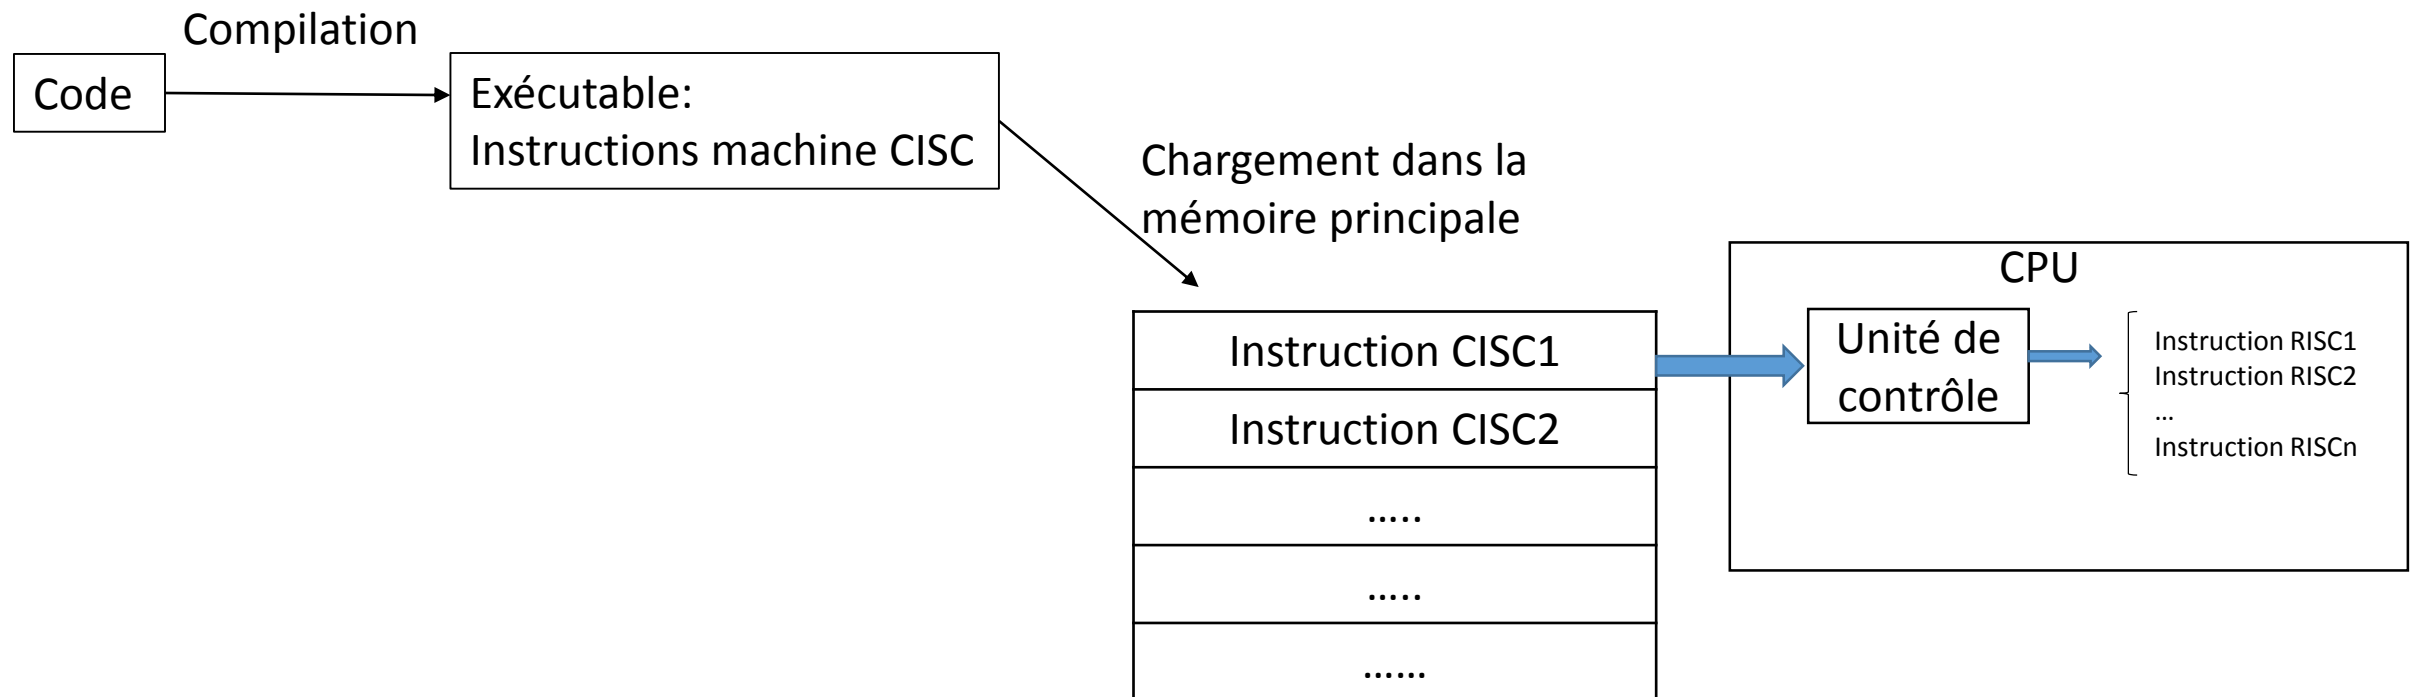 Compilation
Code
Exécutable:
Instructions machine CISC
Chargement dans la
mémoire principale
CPU
Instruction CISC1
Instruction CISC2
.....
.....
......
Unité de
contrôle
Instruction RISC1
Instruction RISC2
...
Instruction RISCn